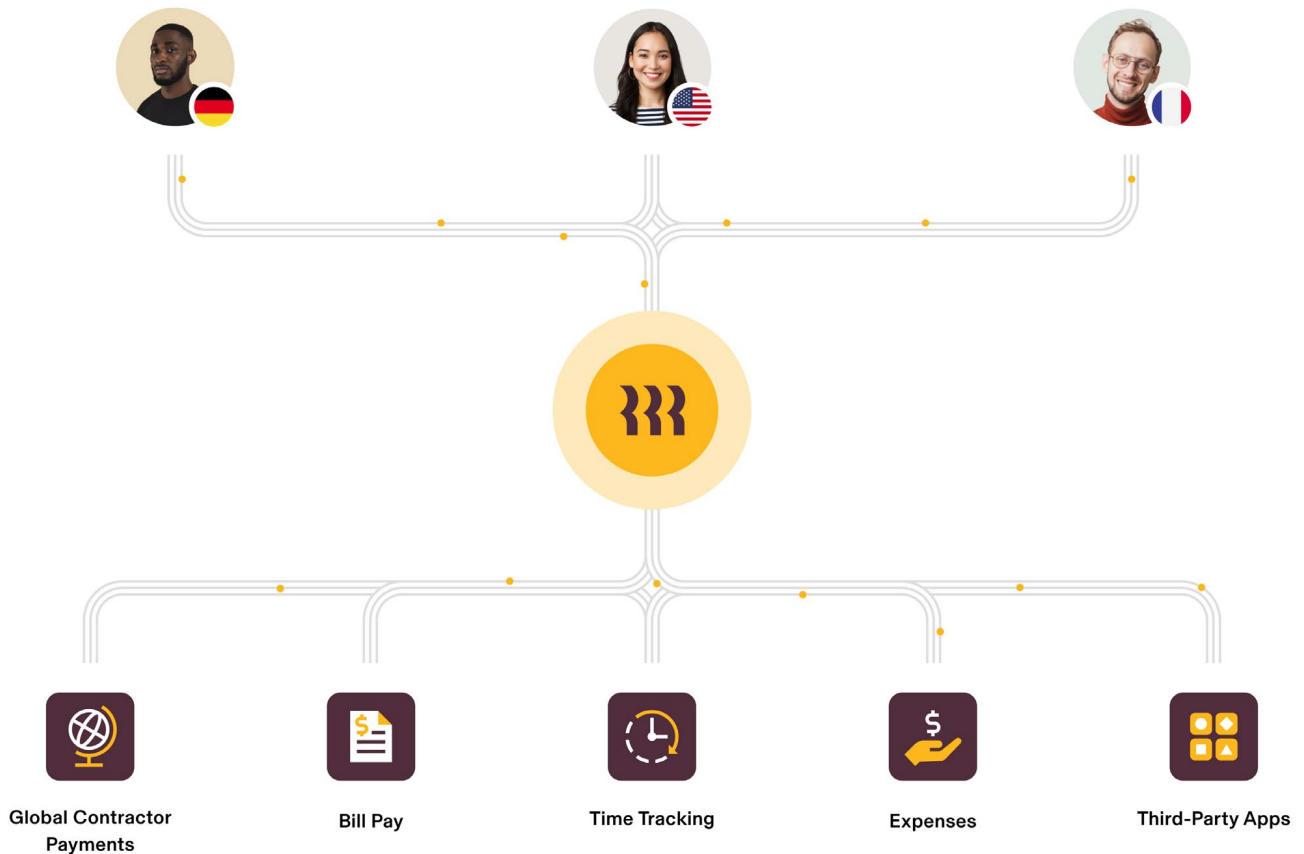 Global Contractor
Payments
Bill Pay
Time Tracking
$
Expenses
Third-Party Apps